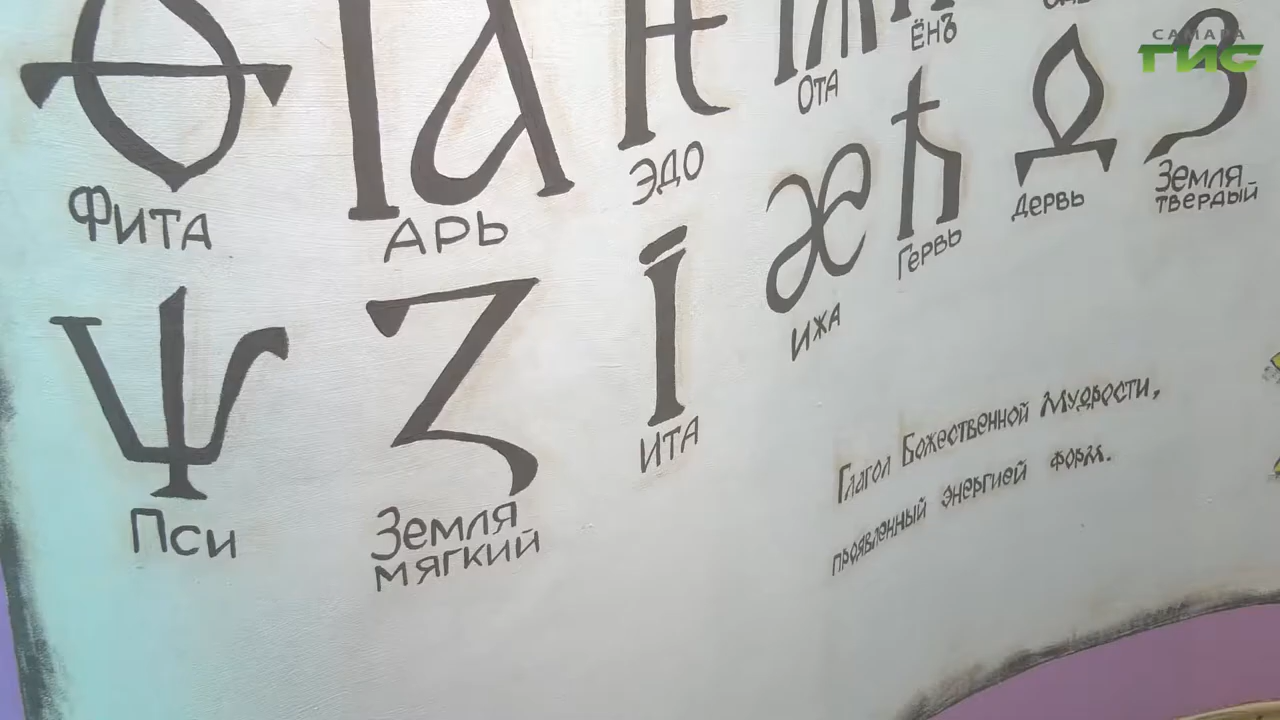 САМАРА
ГИС
ЁНЪ
ОТА
ЭДО
АРЬ
ФИТА
Земля
твердый
дервь
Гервь
ИЖА
ИТА
Земля
мягкий
Пси
Глагол Божественной Мудрости,
проявленный энергией форм.